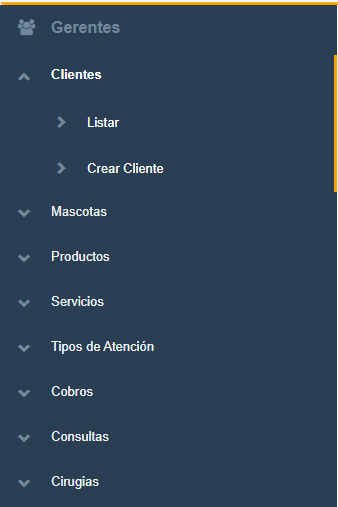 Gerentes
Clientes
Listar
Crear Cliente
Mascotas
Productos
Servicios
Tipos de Atención
Cobros
Consultas
Cirugias